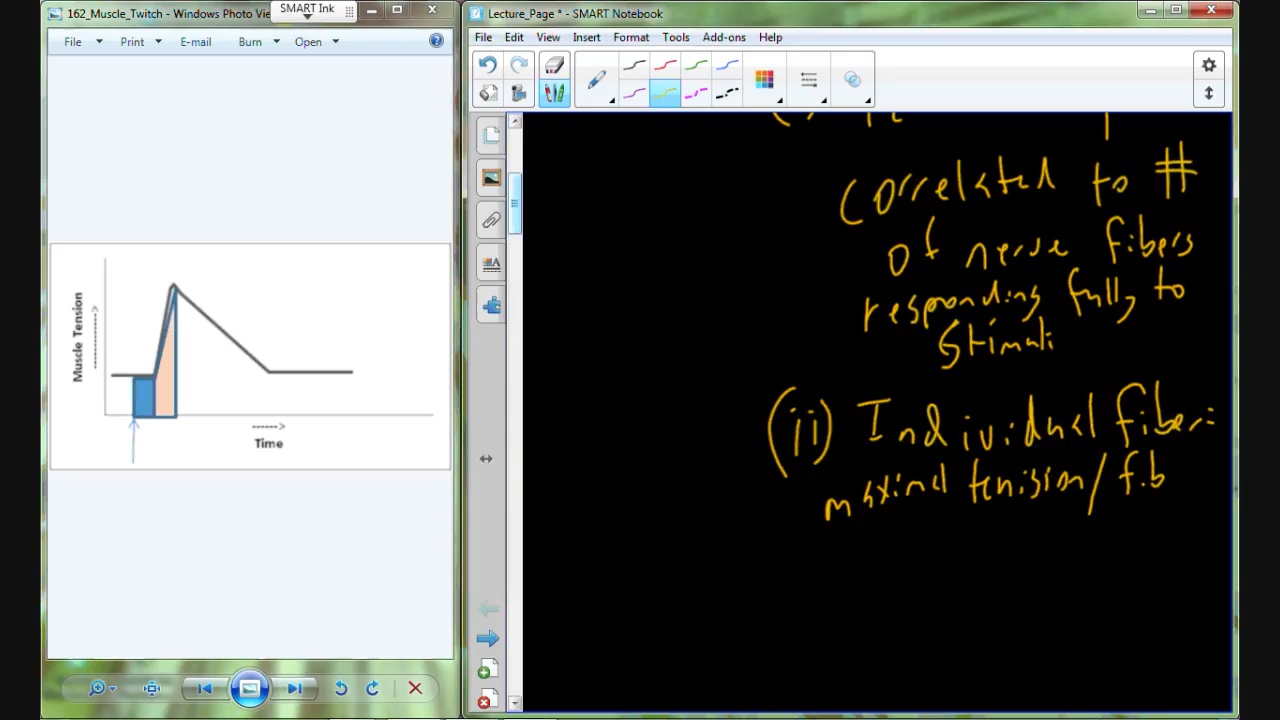 162_Muscle_Twitch - Windows Photo Vie
SMART Ink
File Print E-mail Burn Open
Muscle Tension
---------->
---->
Time
Lecture_Page * - SMART Notebook
File Edit View Insert Format Tools Add-ons Help
correlated to #
of nerve fibers
responding fully to
Stimuli
(ii) Individual fiber:
maximal tenision/fib